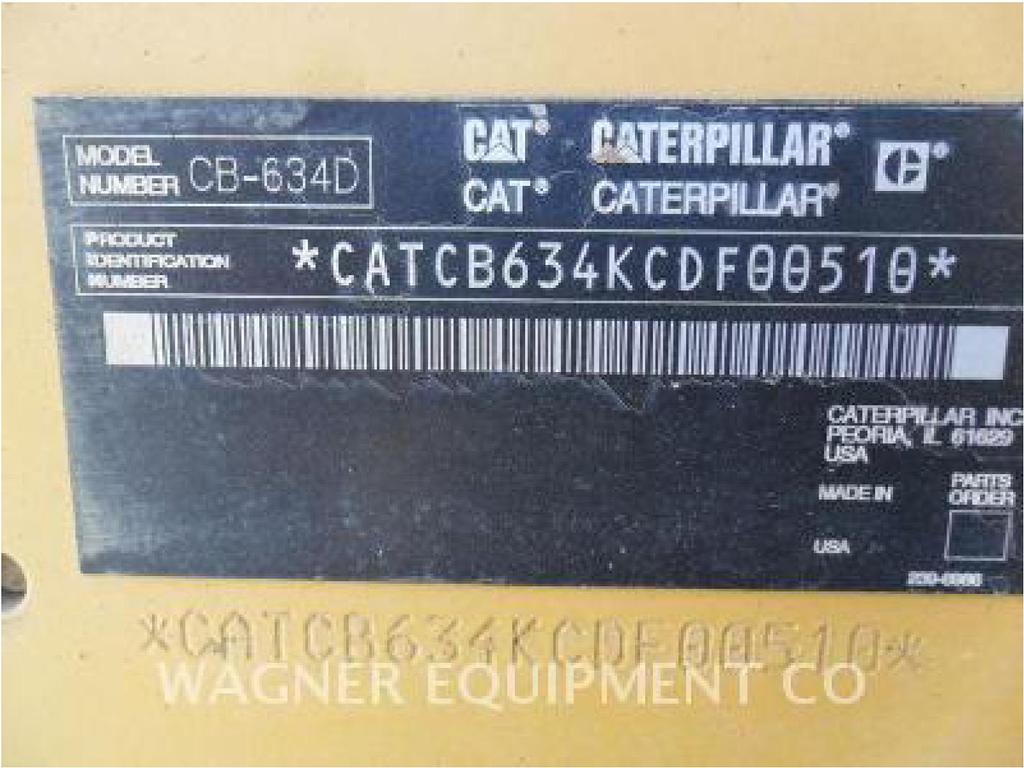 MODEL
NUMBER CB-634D
CAT® CATERPILLAR®
CAT® CATERPILLAR®
PRODUCT
IDENTIFICATION
NUMBER
*CATCB634KCDF00510*
CATERPILLAR INC
PEORIA, IL 61629
USA
MADE IN
USA
PARTS
ORDER
*CATCB634KCDF00510*
WAGNER EQUIPMENT CO